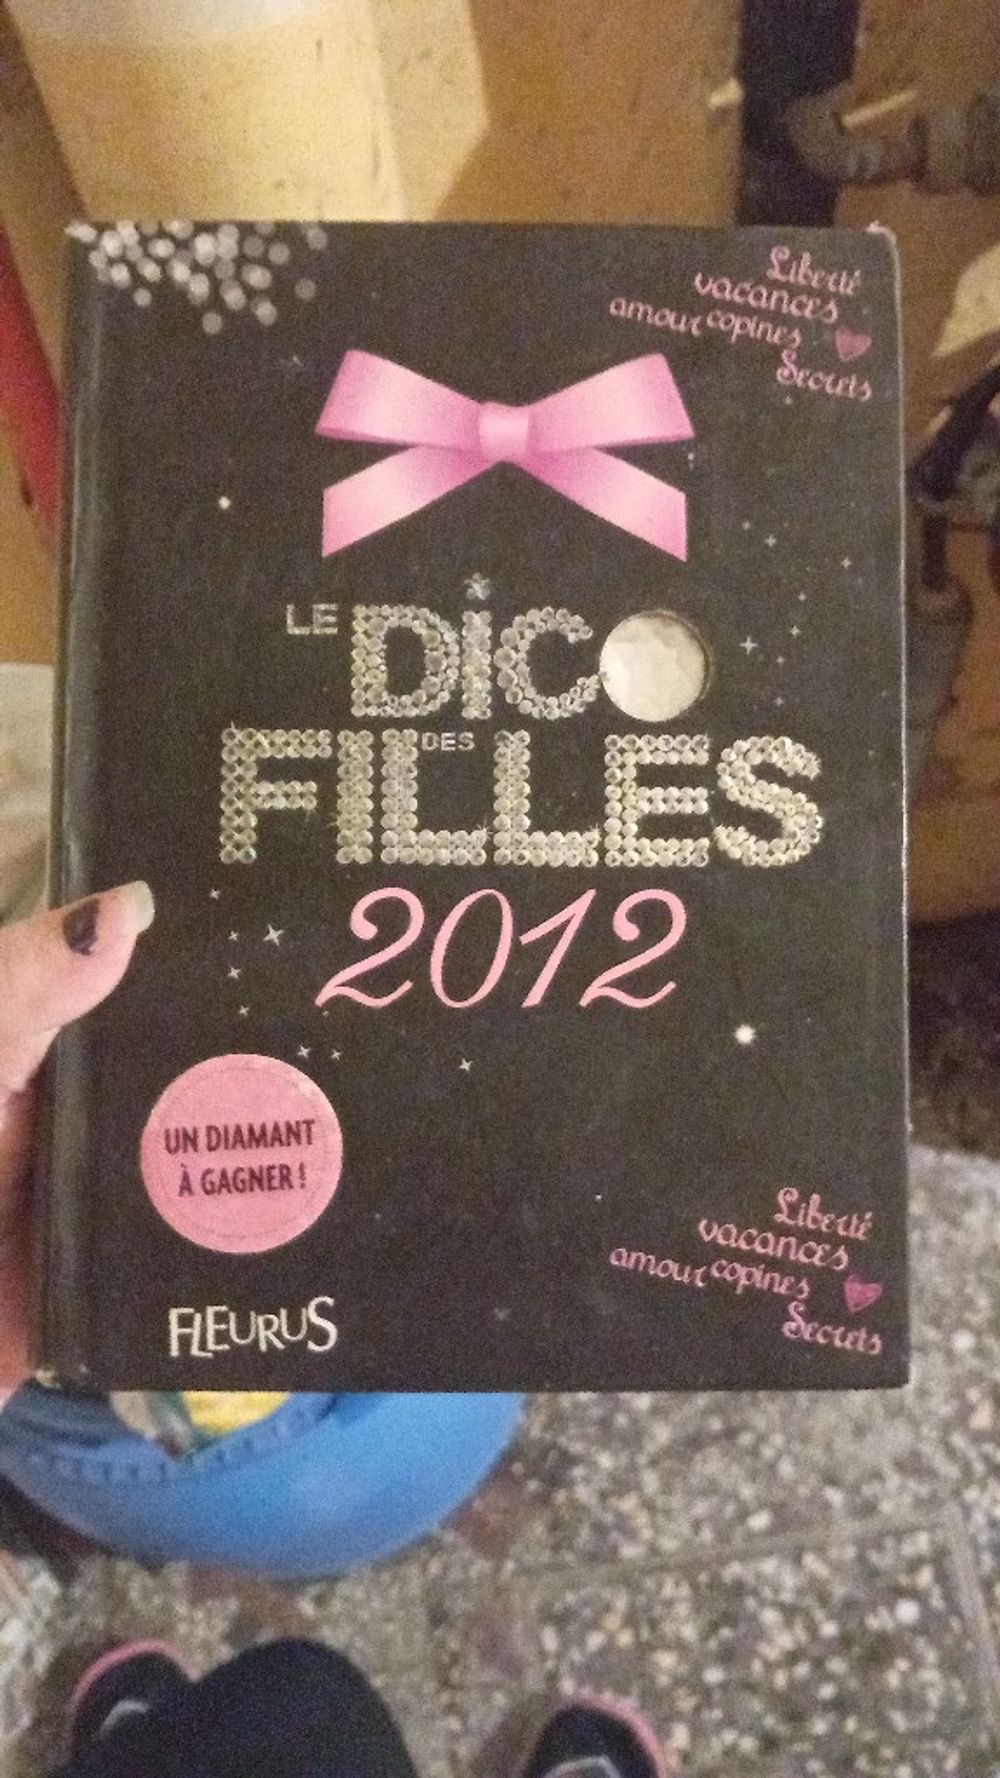 Liberté
vacances
amour copines
Secrets
LE DiCO
DES
FILLES
2012
UN DIAMANT
À GAGNER !
Liberté
vacances
amour copines
Secrets
FLEURUS